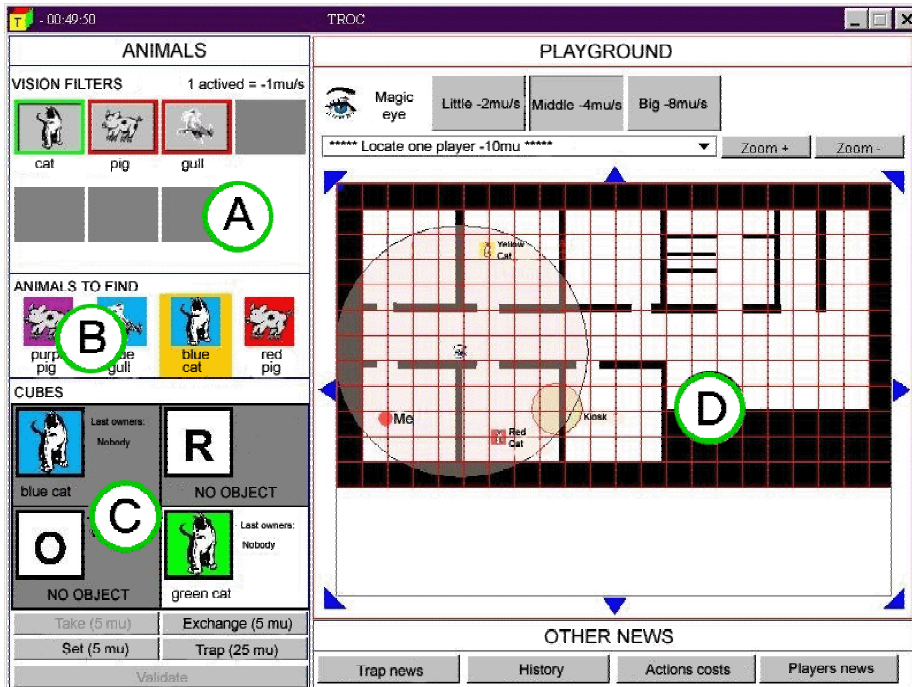 T - 00:49:50 TROC
ANIMALS
VISION FILTERS 1 actived = -1mu/s
cat pig gull
A
ANIMALS TO FIND
B
blue red
pig gull cat pig
CUBES
Last owners:
Nobody
blue cat
R
NO OBJECT
C
O
NO OBJECT
Last owners:
Nobody
green cat
Take (5 mu) Exchange (5 mu)
Set (5 mu) Trap (25 mu)
Validate
PLAYGROUND
Magic
eye
Little -2mu/s Middle -4mu/s Big -8mu/s
***** Locate one player -10mu ***** Zoom + Zoom -
Yellow
Cat
Me
Red
Cat
Kiosk
D
OTHER NEWS
Trap news History Actions costs Players news